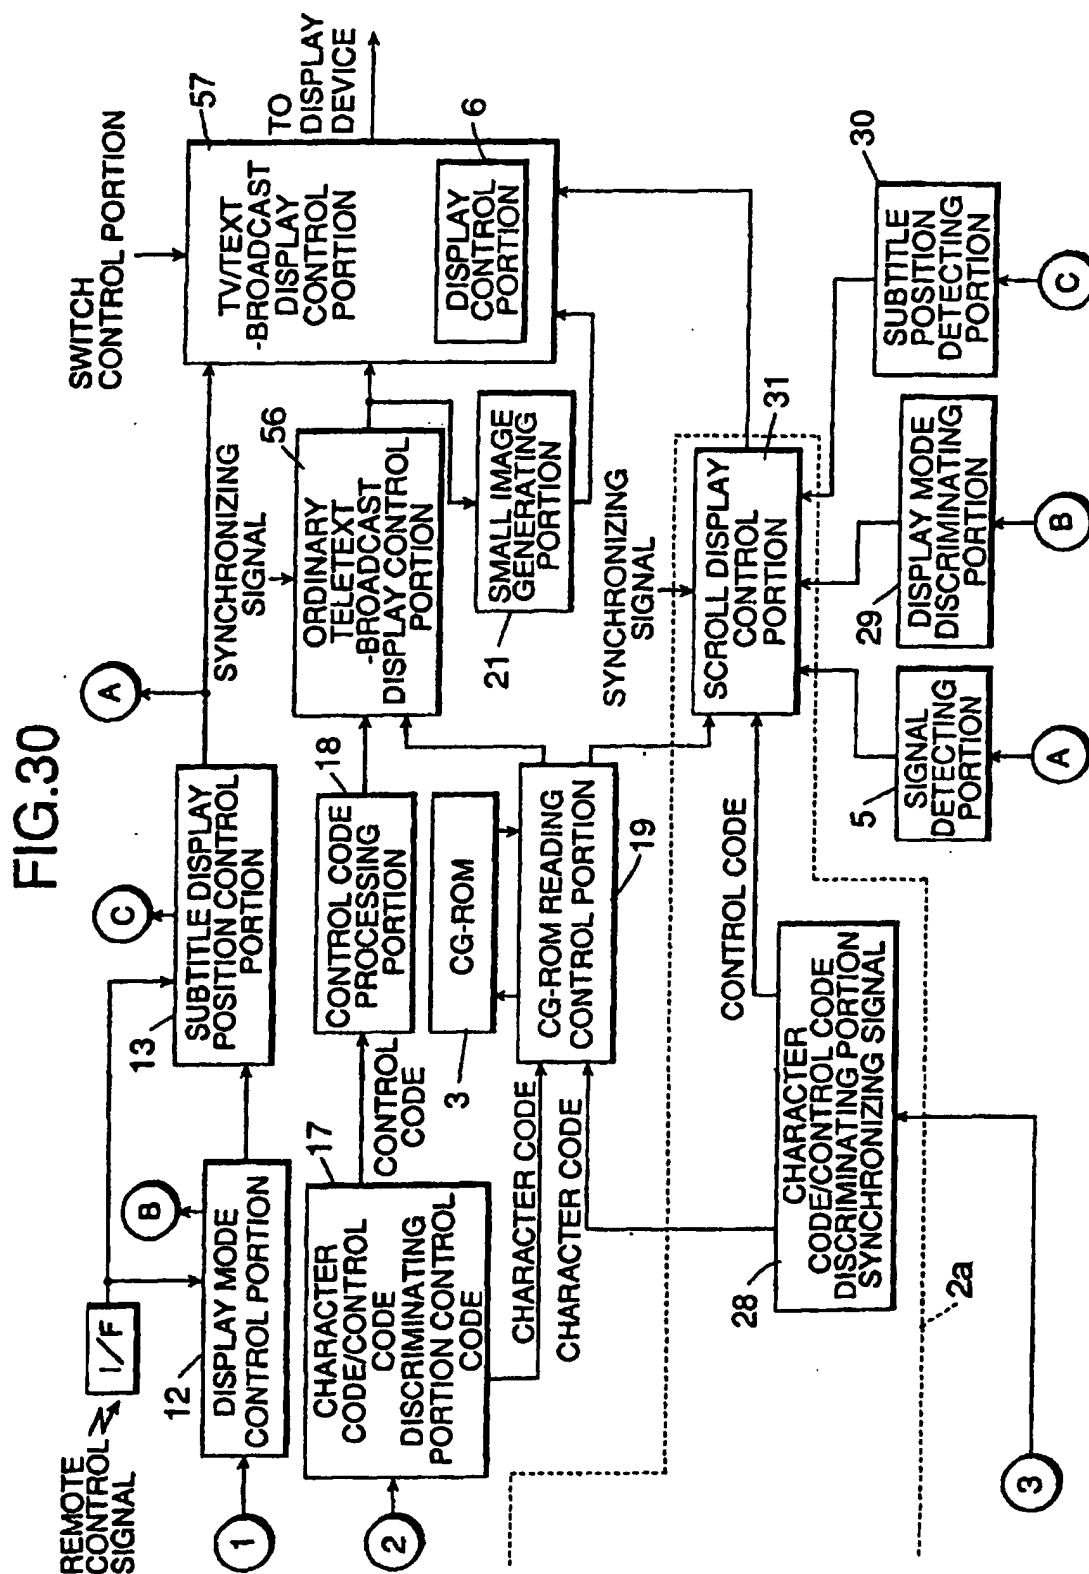 FIG.30
REMOTE
CONTROL
SIGNAL
I/F
1
12
DISPLAY MODE
CONTROL PORTION
B
13
SUBTITLE DISPLAY
POSITION CONTROL
PORTION
C
A
SYNCHRONIZING
SIGNAL
SWITCH
CONTROL PORTION
57
TV/TEXT
-BROADCAST
DISPLAY
CONTROL
PORTION
TO
DISPLAY
DEVICE
6
DISPLAY
CONTROL
PORTION
2
17
CHARACTER
CODE/CONTROL
CODE
DISCRIMINATING
PORTION CONTROL
CODE
CONTROL
CODE
18
CONTROL CODE
PROCESSING
PORTION
56
ORDINARY
TELETEXT
-BROADCAST
DISPLAY CONTROL
PORTION
3
CG-ROM
21
SMALL IMAGE
GENERATING
PORTION
CHARACTER CODE
CHARACTER CODE
CG-ROM READING
CONTROL PORTION
19
SYNCHRONIZING
SIGNAL
SCROLL DISPLAY
CONTROL
PORTION
31
CONTROL CODE
28
CHARACTER
CODE/CONTROL CODE
DISCRIMINATING PORTION
SYNCHRONIZING SIGNAL
2a
3
5
SIGNAL
DETECTING
PORTION
A
29
DISPLAY MODE
DISCRIMINATING
PORTION
B
30
SUBTITLE
POSITION
DETECTING
PORTION
C